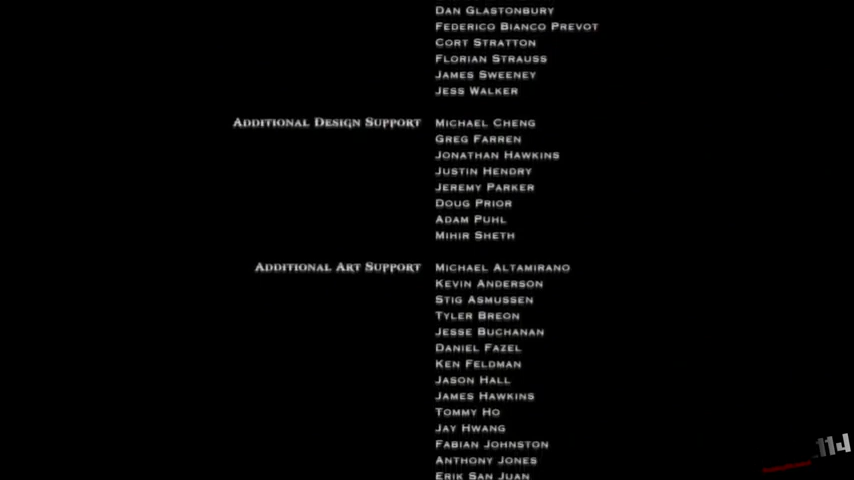 Dan Glastonbury
Federico Bianco Prevot
Cort Stratton
Florian Strauss
James Sweeney
Jess Walker
Additional Design Support Michael Cheng
Greg Farren
Jonathan Hawkins
Justin Hendry
Jeremy Parker
Doug Prior
Adam Puhl
Mihir Sheth
Additional Art Support Michael Altamirano
Kevin Anderson
Stig Asmussen
Tyler Breon
Jesse Buchanan
Daniel Fazel
Ken Feldman
Jason Hall
James Hawkins
Tommy Ho
Jay Hwang
Fabian Johnston
Anthony Jones
Erik San Juan